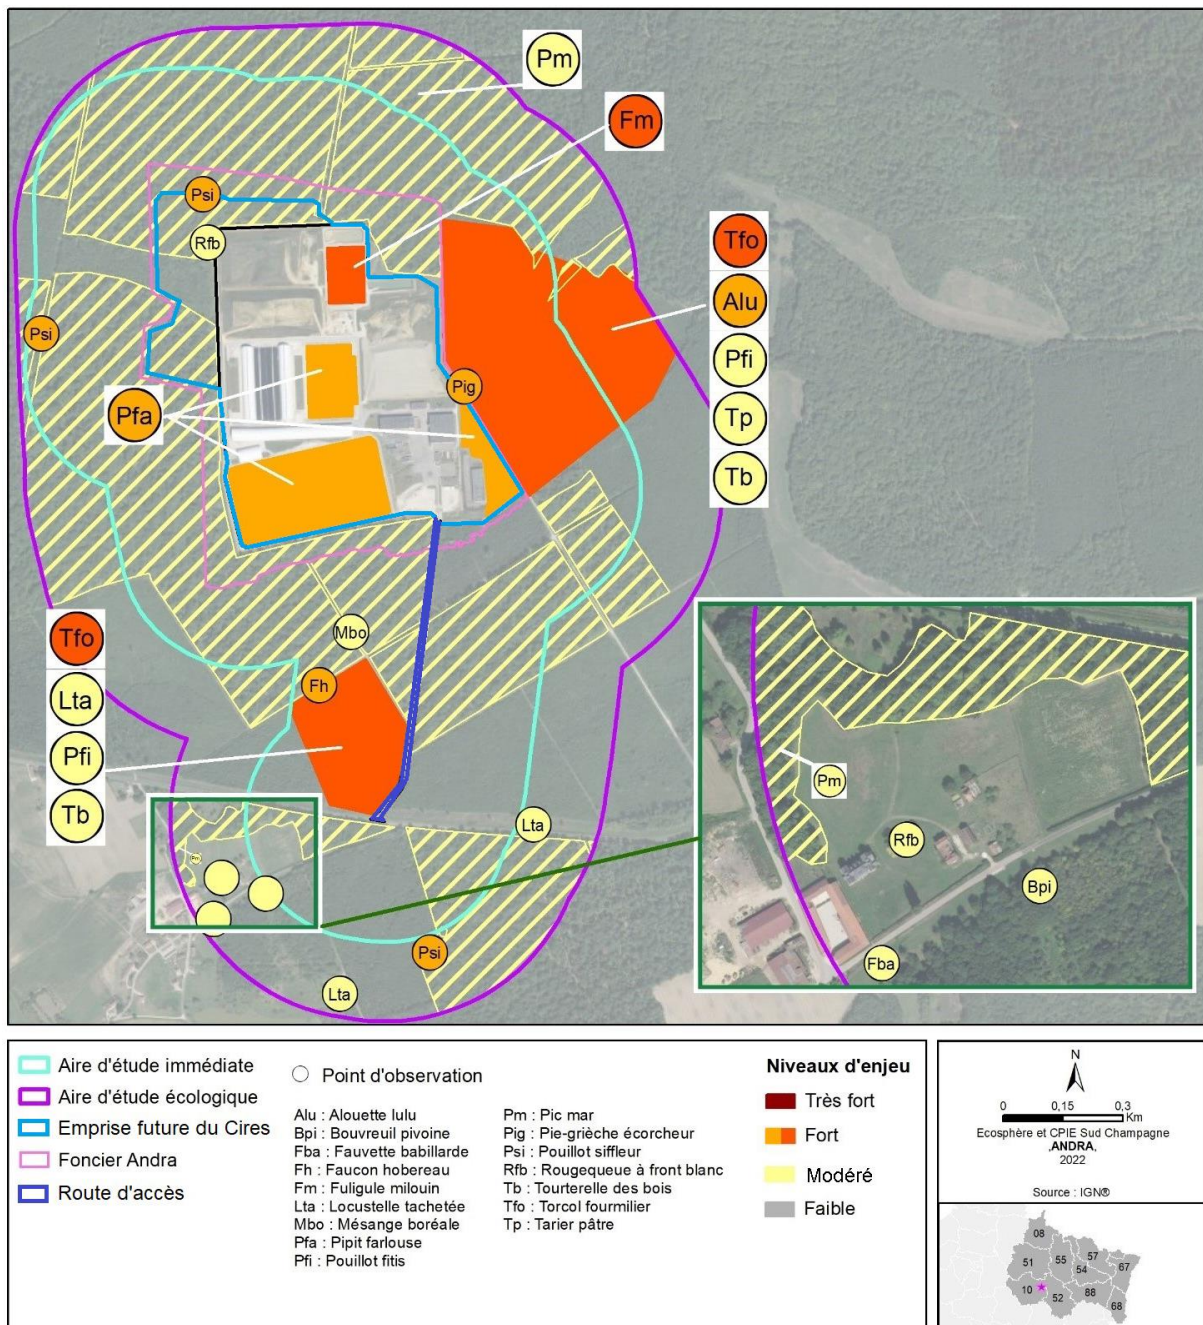 Pm
Fm
Psi
Rfb
Tfo
Alu
Pfi
Tp
Tb
Psi
Pig
Pfa
Tfo
Lta
Pfi
Tb
Mbo
Fh
Lta
Pm
Psi
Lta
Pm
Rfb
Bpi
Fba
Aire d'étude immédiate
Aire d'étude écologique
Emprise future du Cires
Foncier Andra
Route d'accès
Point d'observation
Alu : Alouette lulu
Bpi : Bouvreuil pivoine
Fba : Fauvette babillarde
Fh : Faucon hobereau
Fm : Fuligule milouin
Lta : Locustelle tachetée
Mbo : Mésange boréale
Pfa : Pipit farlouse
Pfi : Pouillot fitis
Pm : Pic mar
Pig : Pie-grièche écorcheur
Psi : Pouillot siffleur
Rfb : Rougequeue à front blanc
Tb : Tourterelle des bois
Tfo : Torcol fourmilier
Tp : Tarier pâtre
Niveaux d'enjeu
Très fort
Fort
Modéré
Faible
N
0 0,15 0,3
Km
Ecosphère et CPIE Sud Champagne
,ANDRA,
2022
Source : IGN®
08
51 55 57
54 67
10 52 88
68